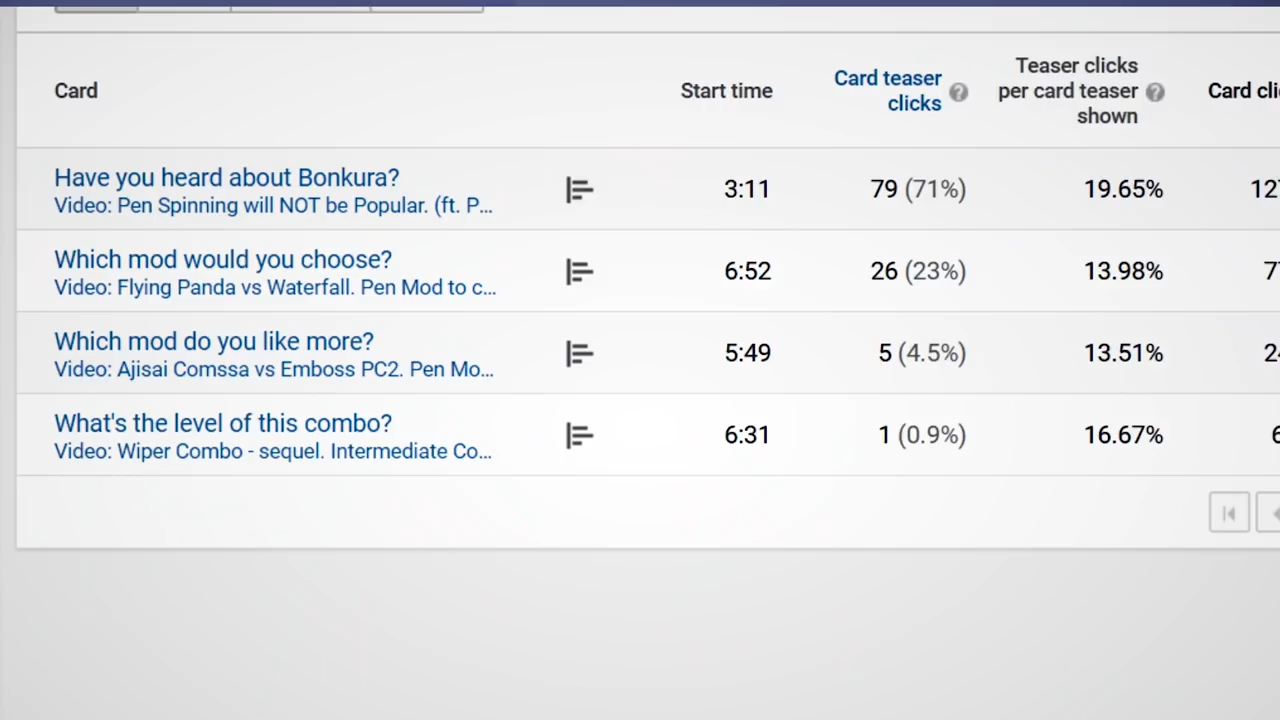 Card
Start time
Card teaser
clicks
Teaser clicks
per card teaser
shown
Card
Have you heard about Bonkura?
Video: Pen Spinning will NOT be Popular. (ft. P...
3:11
79 (71%)
19.65%
Which mod would you choose?
Video: Flying Panda vs Waterfall. Pen Mod to c...
6:52
26 (23%)
13.98%
Which mod do you like more?
Video: Ajisai Comssa vs Emboss PC2. Pen Mo...
5:49
5 (4.5%)
13.51%
What's the level of this combo?
Video: Wiper Combo - sequel. Intermediate Co...
6:31
1 (0.9%)
16.67%